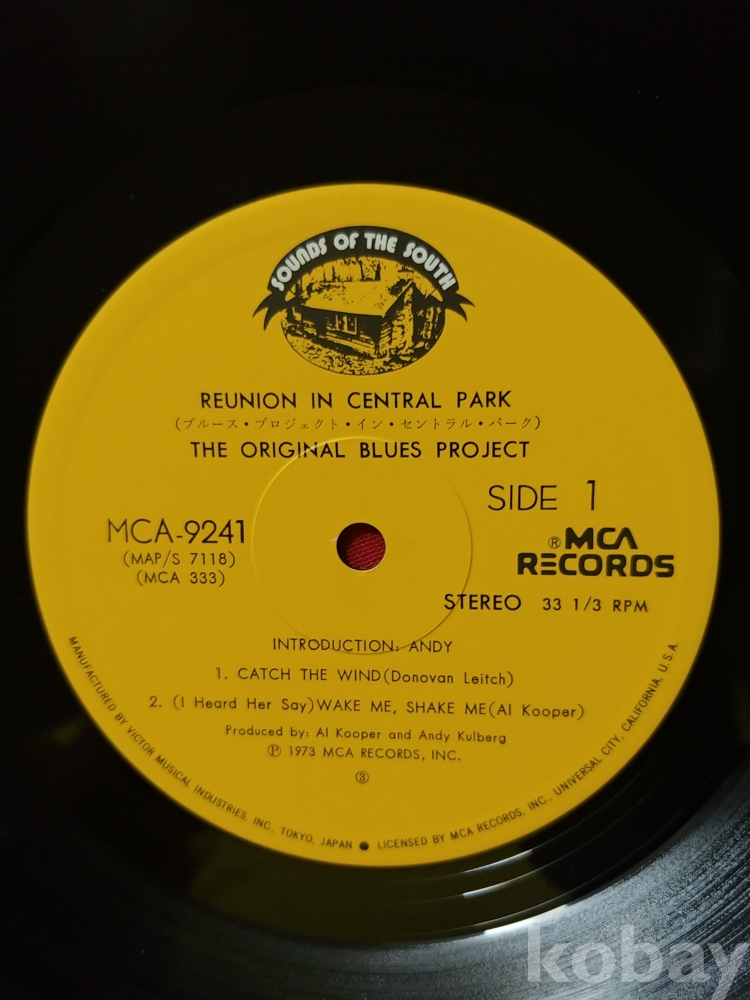 SOUNDS OF THE SOUTH
REUNION IN CENTRAL PARK
(ブルース・プロジェクト・イン・セントラル・パーク)
THE ORIGINAL BLUES PROJECT
SIDE 1
MCA-9241
(MAP/S 7118)
(MCA 333)
®MCA
RECORDS
STEREO 33 1/3 RPM
INTRODUCTION: ANDY
1. CATCH THE WIND(Donovan Leitch)
2. (I Heard Her Say)WAKE ME, SHAKE ME(Al Kooper)
Produced by: Al Kooper and Andy Kulberg
Ⓟ 1973 MCA RECORDS, INC.
③
MANUFACTURED BY VICTOR MUSICAL INDUSTRIES, INC., TOKYO, JAPAN ● LICENSED BY MCA RECORDS, INC., UNIVERSAL CITY, CALIFORNIA, U.S.A.
kobay